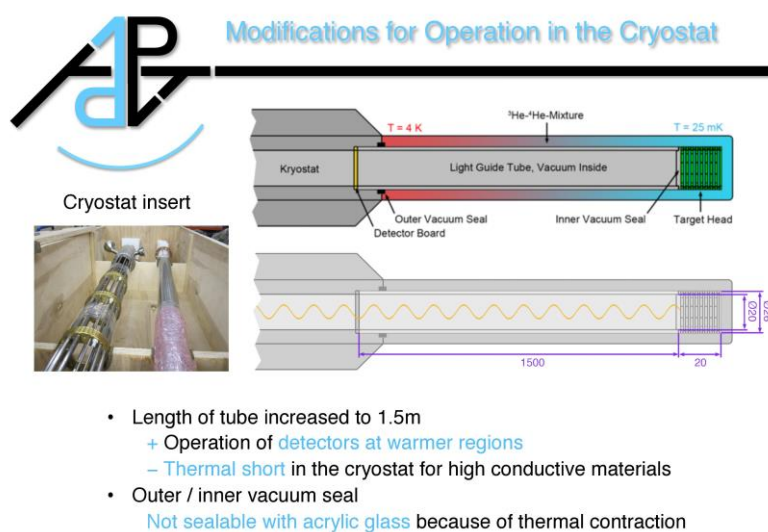 Modifications for Operation in the Cryostat
³He-⁴He-Mixture
T = 4 K
T = 25 mK
Kryostat
Light Guide Tube, Vacuum Inside
Cryostat insert
Outer Vacuum Seal
Inner Vacuum Seal
Target Head
Detector Board
Ø20
1500
20
• Length of tube increased to 1.5m
+ Operation of detectors at warmer regions
– Thermal short in the cryostat for high conductive materials
• Outer / inner vacuum seal
Not sealable with acrylic glass because of thermal contraction